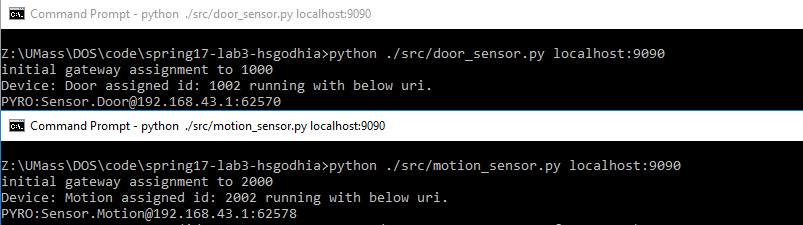 Command Prompt - python  ./src/door_sensor.py localhost:9090
Z:\UMass\DOS\code\spring17-lab3-hsgodhia>python ./src/door_sensor.py localhost:9090
initial gateway assignment to 1000
Device: Door assigned id: 1002 running with below uri.
PYRO:Sensor.Door@192.168.43.1:62570
Command Prompt - python  ./src/motion_sensor.py localhost:9090
Z:\UMass\DOS\code\spring17-lab3-hsgodhia>python ./src/motion_sensor.py localhost:9090
initial gateway assignment to 2000
Device: Motion assigned id: 2002 running with below uri.
PYRO:Sensor.Motion@192.168.43.1:62578